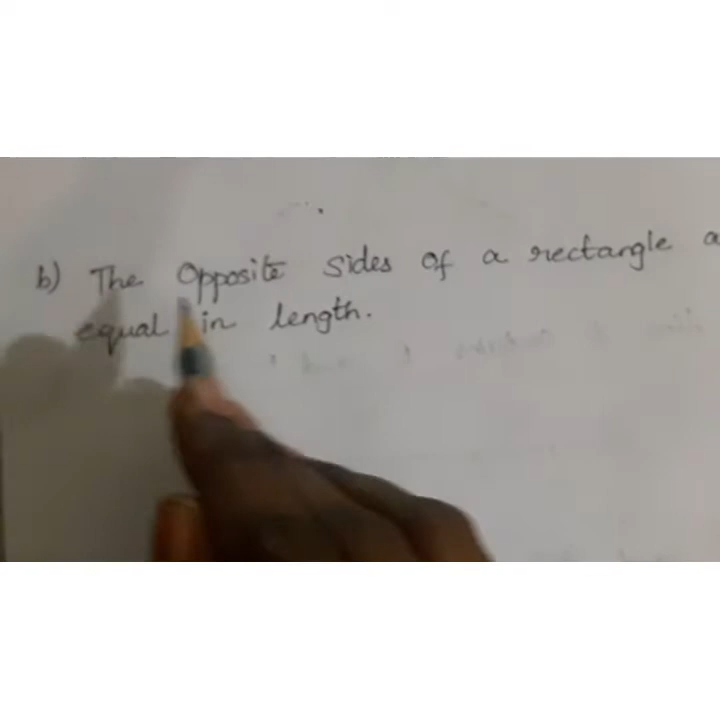 b) The Opposite sides of a rectangle a
equal in length.